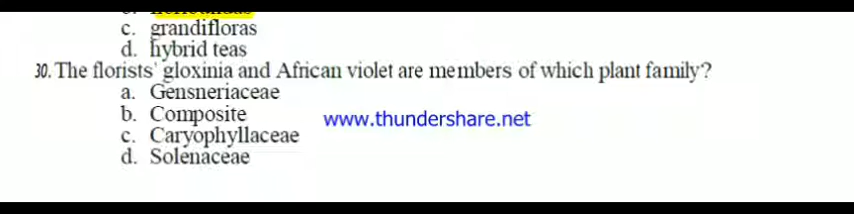 c. grandifloras
d. hybrid teas
30. The florists' gloxinia and African violet are members of which plant family?
a. Gensneriaceae
b. Composite
www.thundershare.net
c. Caryophyllaceae
d. Solenaceae